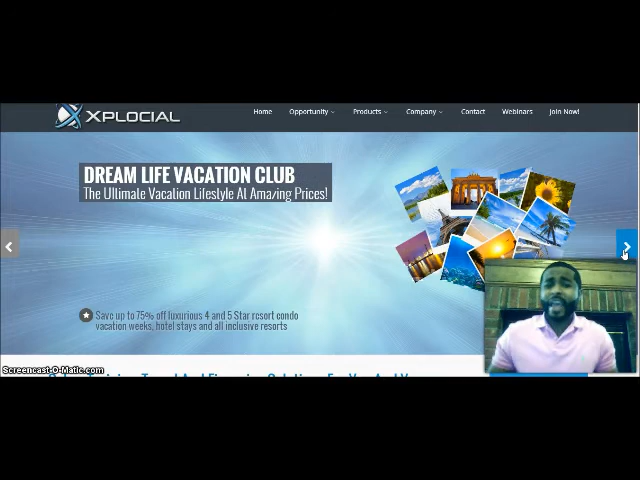 XPLOCIAL
Home Opportunity Products Company Contact Webinars Join Now!
DREAM LIFE VACATION CLUB
The Ultimate Vacation Lifestyle At Amazing Prices!
Save up to 75% off luxurious 4 and 5 Star resort condo
vacation weeks, hotel stays and all inclusive resorts
Screencast-O-Matic.com